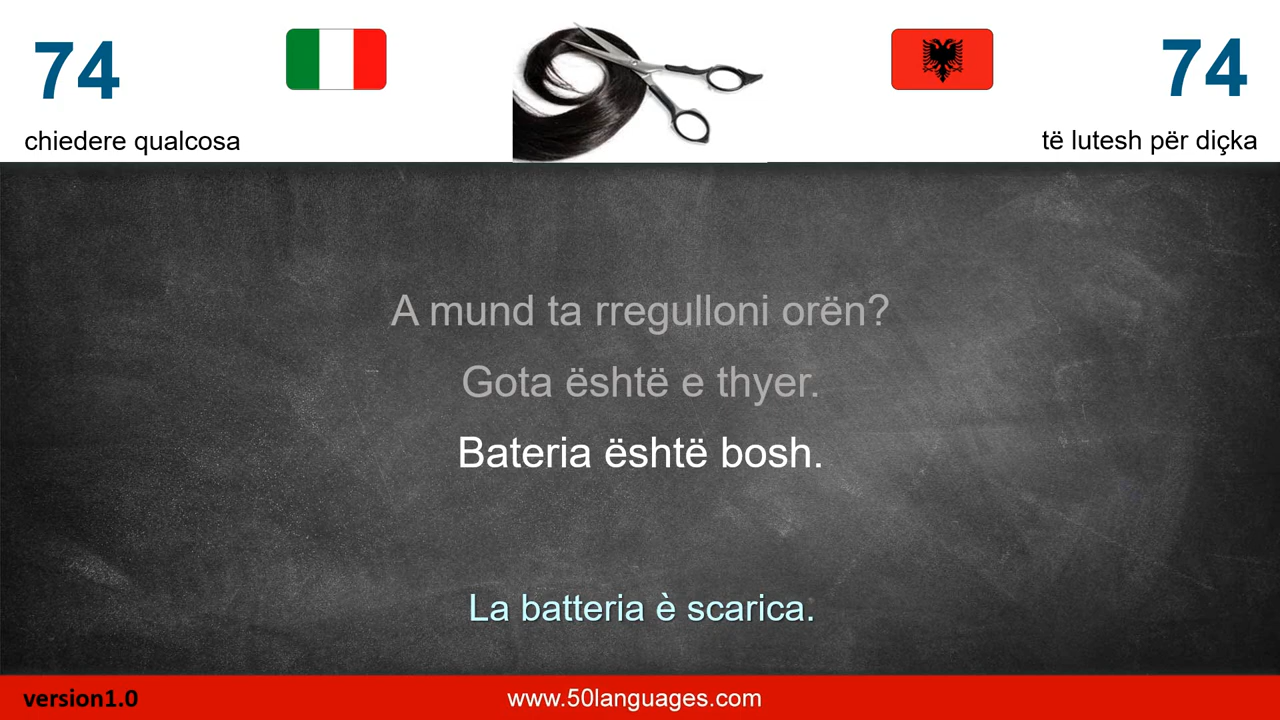 74
74
chiedere qualcosa
të lutesh për diçka
A mund ta rregulloni orën?
Gota është e thyer.
Bateria është bosh.
La batteria è scarica.
version1.0
www.50languages.com